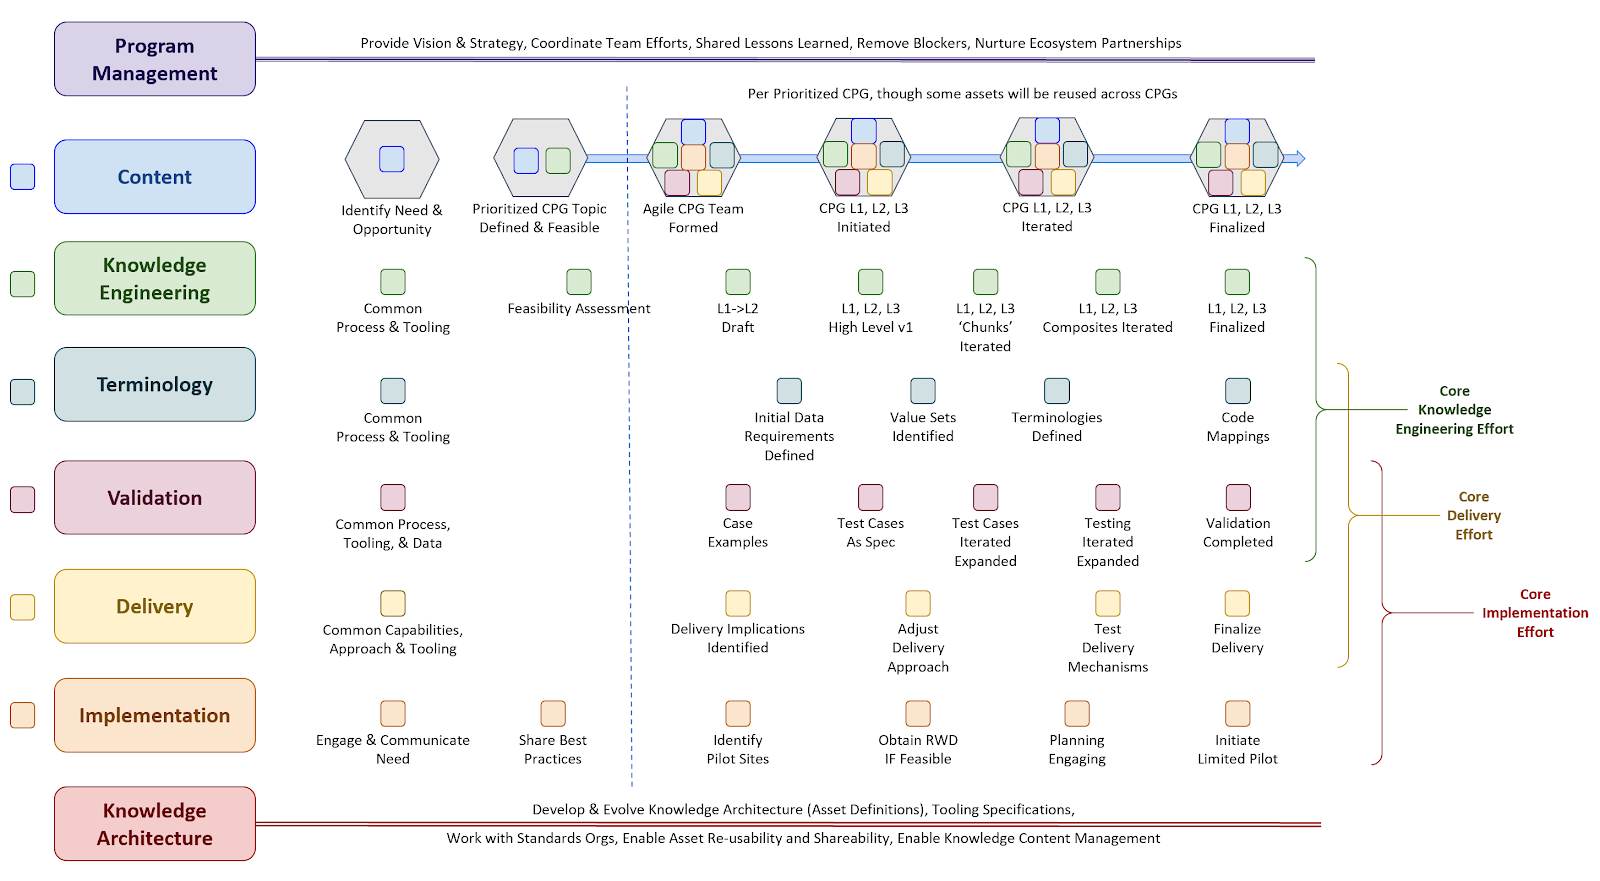 Program
Management
Provide Vision & Strategy, Coordinate Team Efforts, Shared Lessons Learned, Remove Blockers, Nurture Ecosystem Partnerships
Per Prioritized CPG, though some assets will be reused across CPGs
Content
Identify Need &
Opportunity
Prioritized CPG Topic
Defined & Feasible
Agile CPG Team
Formed
CPG L1, L2, L3
Initiated
CPG L1, L2, L3
Iterated
CPG L1, L2, L3
Finalized
Knowledge
Engineering
Common
Process & Tooling
Feasibility Assessment
L1->L2
Draft
L1, L2, L3
High Level v1
L1, L2, L3
‘Chunks’
Iterated
L1, L2, L3
Composites Iterated
L1, L2, L3
Finalized
Terminology
Common
Process & Tooling
Initial Data
Requirements
Defined
Value Sets
Identified
Terminologies
Defined
Code
Mappings
Core
Knowledge
Engineering Effort
Validation
Common Process,
Tooling, & Data
Case
Examples
Test Cases
As Spec
Test Cases
Iterated
Expanded
Testing
Iterated
Expanded
Validation
Completed
Core
Delivery
Effort
Delivery
Common Capabilities,
Approach & Tooling
Delivery Implications
Identified
Adjust
Delivery
Approach
Test
Delivery
Mechanisms
Finalize
Delivery
Core
Implementation
Effort
Implementation
Engage & Communicate
Need
Share Best
Practices
Identify
Pilot Sites
Obtain RWD
IF Feasible
Planning
Engaging
Initiate
Limited Pilot
Knowledge
Architecture
Develop & Evolve Knowledge Architecture (Asset Definitions), Tooling Specifications,
Work with Standards Orgs, Enable Asset Re-usability and Shareability, Enable Knowledge Content Management